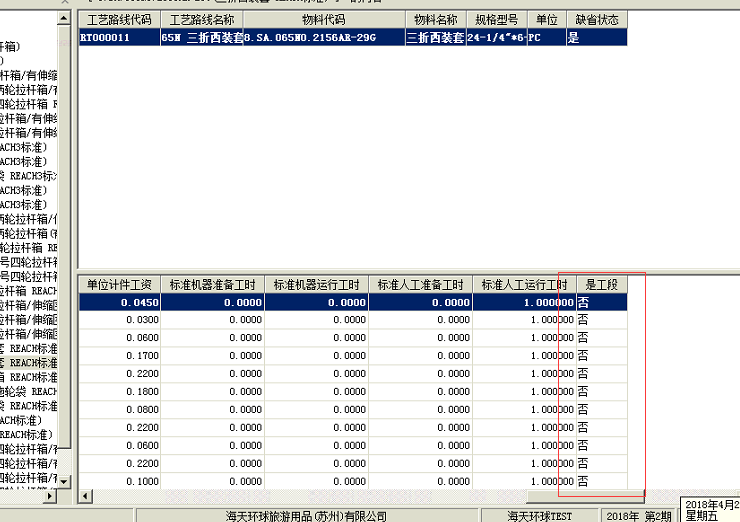 工艺路线代码 工艺路线名称 物料代码 物料名称 规格型号 单位 缺省状态
RT000011 65N 三折西装套 8.SA.065N0.2156AR-29G 三折西装套 24-1/4"*6- PC 是
杆箱)
)
拉杆箱/有伸缩
四轮拉杆箱 R
拉杆箱/有伸
拉杆箱/有伸
EACH3标准)
EACH3标准)
袋 REACH3标
EACH3标准)
EACH3标准)
两轮拉杆箱/
两轮拉杆箱(
轮拉杆箱 RE
号四轮拉杆箱
号四轮拉杆箱
拉杆箱 REACH
拉杆箱/伸缩
拉杆箱/伸缩
拉杆箱/伸缩
套 REACH标准
套 REACH标准
箱 REACH标准
拖轮袋 REACH
袋 REACH标准
ACH标准)
REACH标准)
四轮拉杆箱/
四轮拉杆箱/
四轮拉杆箱/
单位计件工资 标准机器准备工时 标准机器运行工时 标准人工准备工时 标准人工运行工时 是工段
0.0450 0.0000 0.0000 0.0000 1.000000 否
0.0300 0.0000 0.0000 0.0000 1.000000 否
0.0600 0.0000 0.0000 0.0000 1.000000 否
0.1700 0.0000 0.0000 0.0000 1.000000 否
0.2200 0.0000 0.0000 0.0000 1.000000 否
0.1800 0.0000 0.0000 0.0000 1.000000 否
0.0800 0.0000 0.0000 0.0000 1.000000 否
0.2200 0.0000 0.0000 0.0000 1.000000 否
0.0600 0.0000 0.0000 0.0000 1.000000 否
0.2200 0.0000 0.0000 0.0000 1.000000 否
0.1000 0.0000 0.0000 0.0000 1.000000 否
海天环球旅游用品(苏州)有限公司 海天环球TEST 2018年 第2期
2018年4月2
星期五